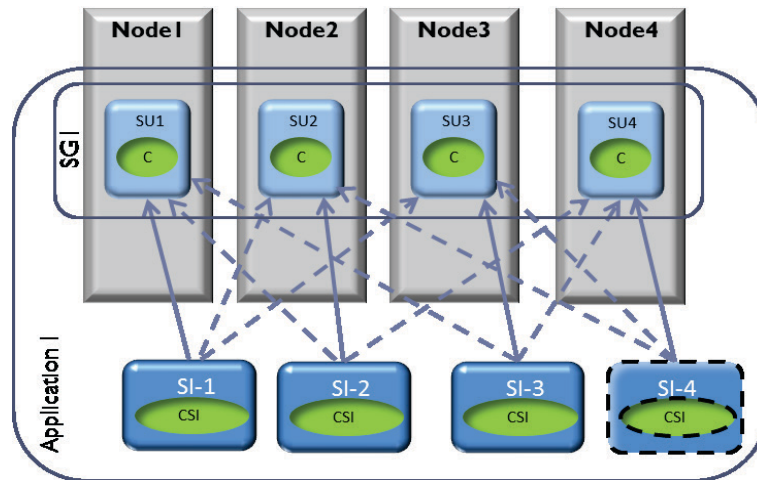 Node1 Node2 Node3 Node4
SU1 SU2 SU3 SU4
C C C C
SG1
SI-1 SI-2 SI-3 SI-4
CSI CSI CSI CSI
Application 1